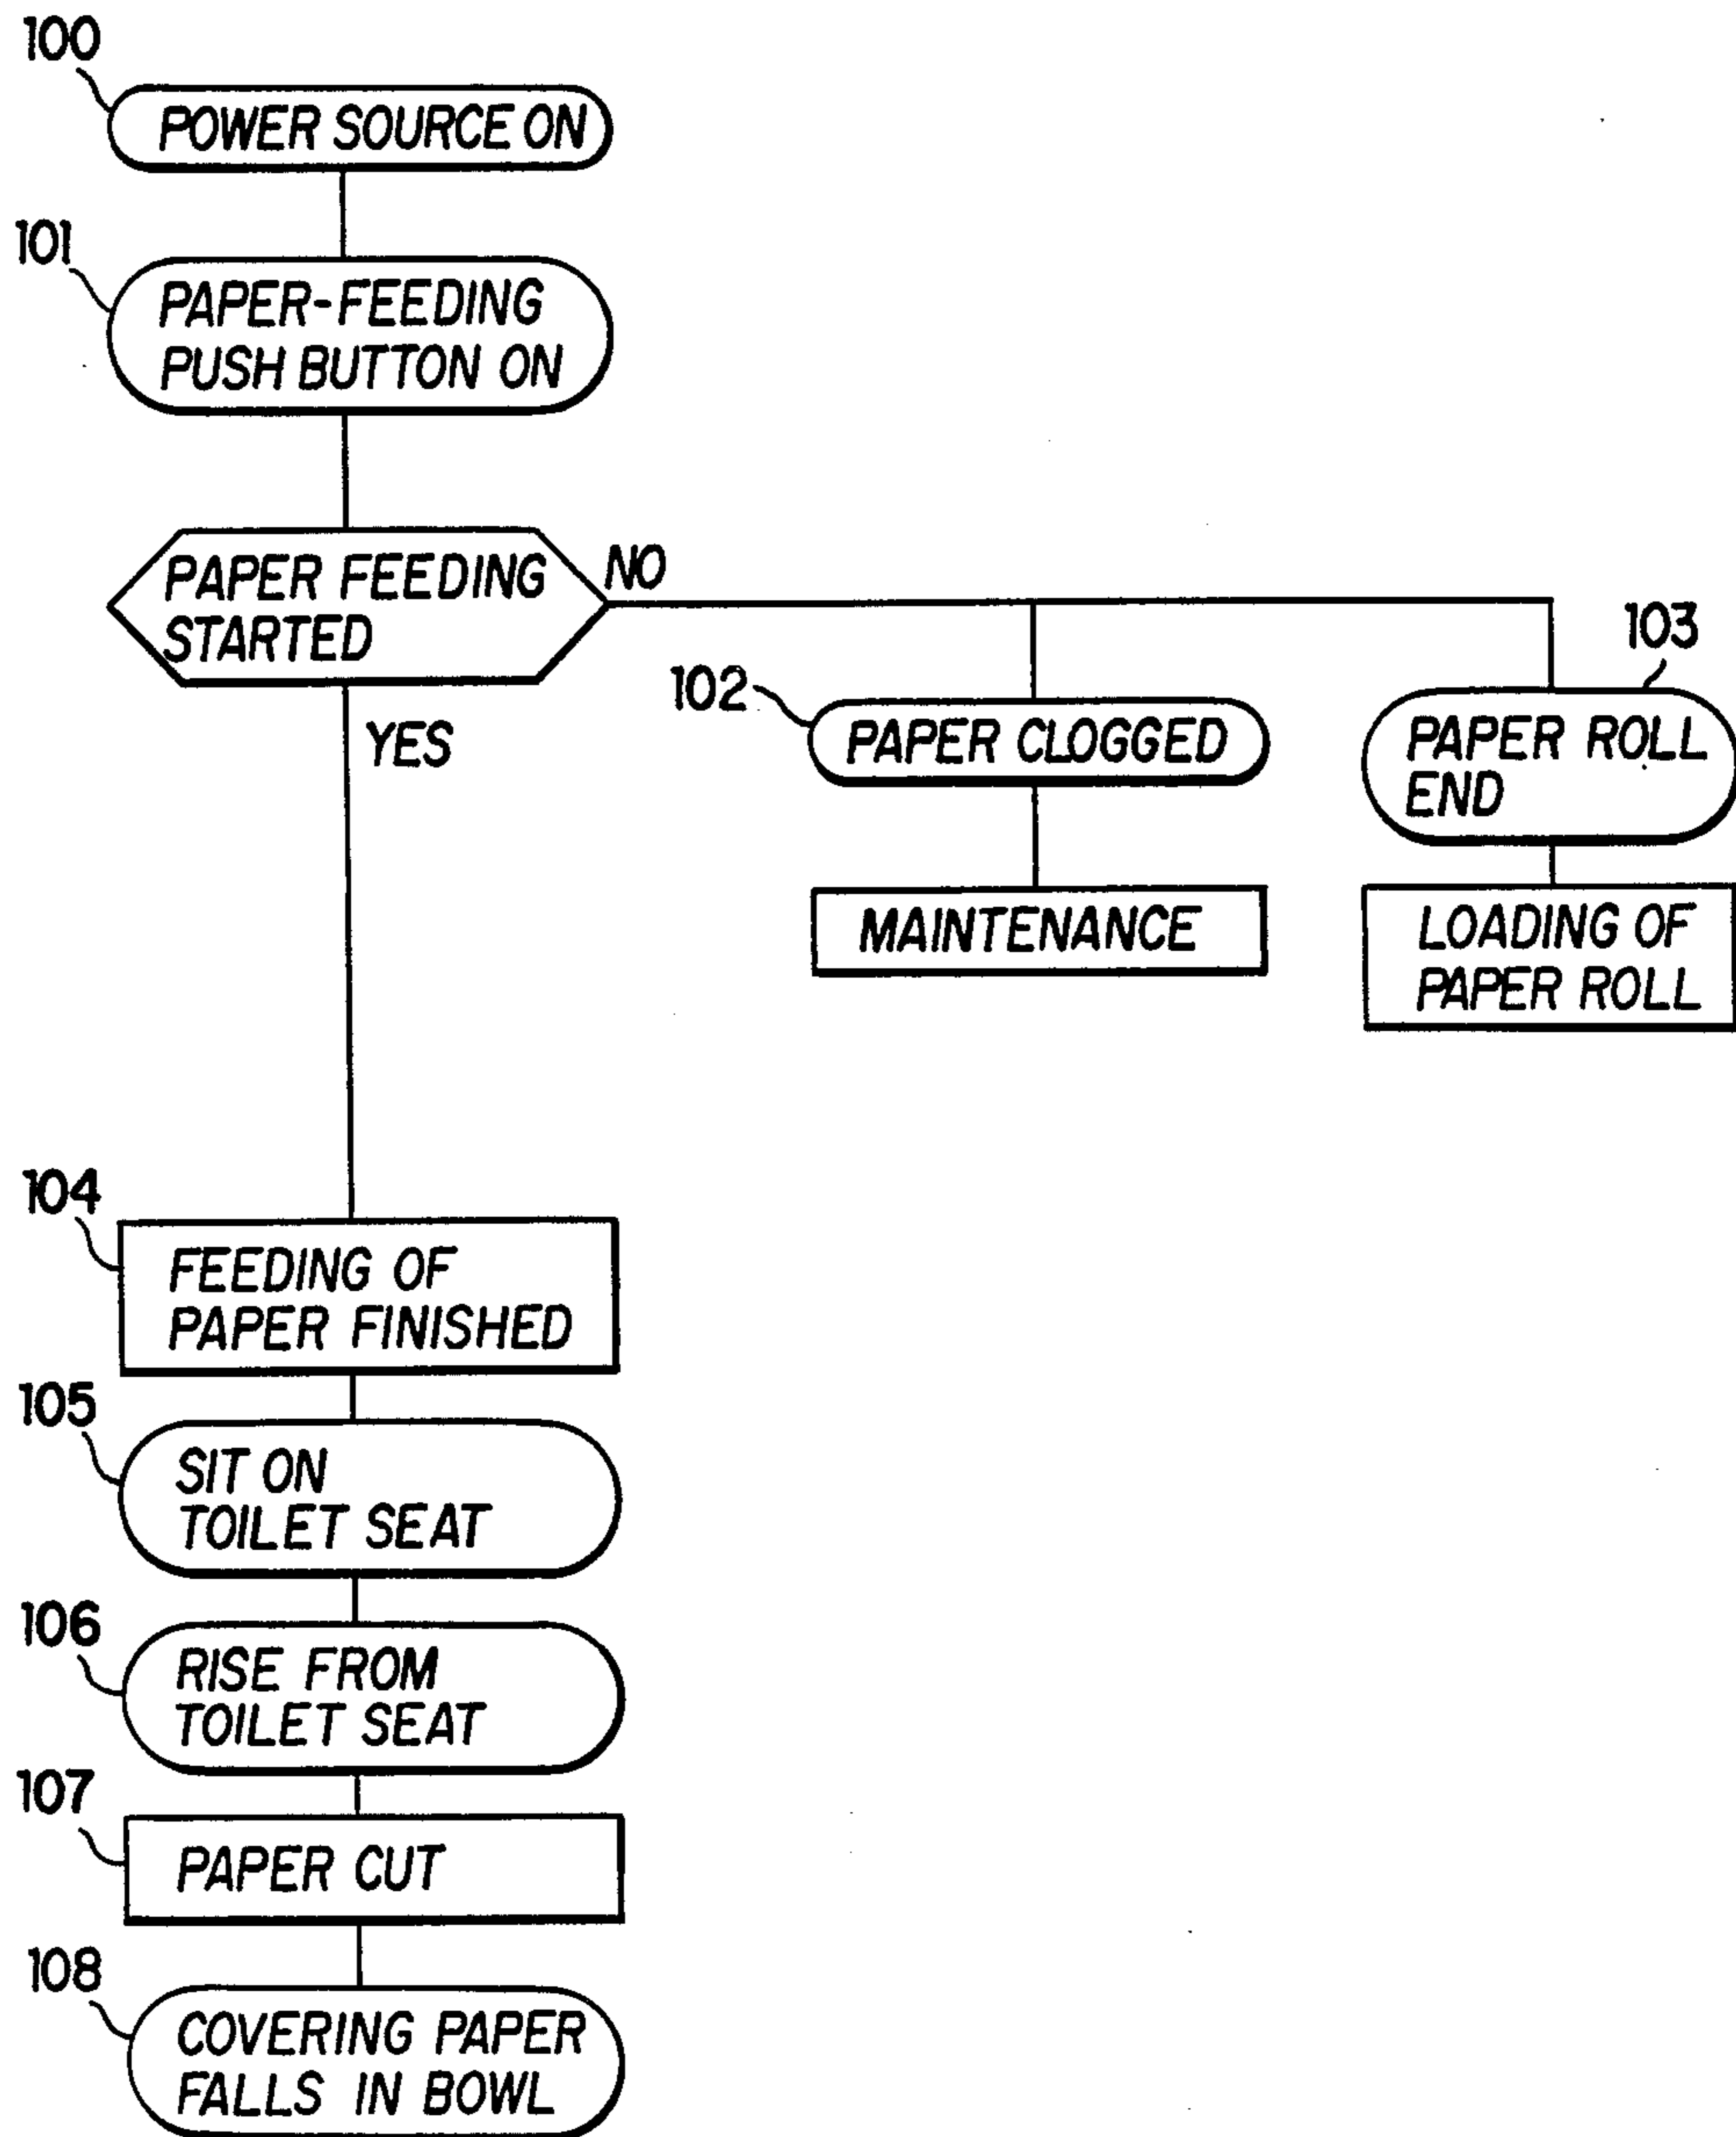 100
POWER SOURCE ON
101
PAPER-FEEDING
PUSH BUTTON ON
PAPER FEEDING
STARTED
NO
YES
102
PAPER CLOGGED
MAINTENANCE
103
PAPER ROLL
END
LOADING OF
PAPER ROLL
104
FEEDING OF
PAPER FINISHED
105
SIT ON
TOILET SEAT
106
RISE FROM
TOILET SEAT
107
PAPER CUT
108
COVERING PAPER
FALLS IN BOWL